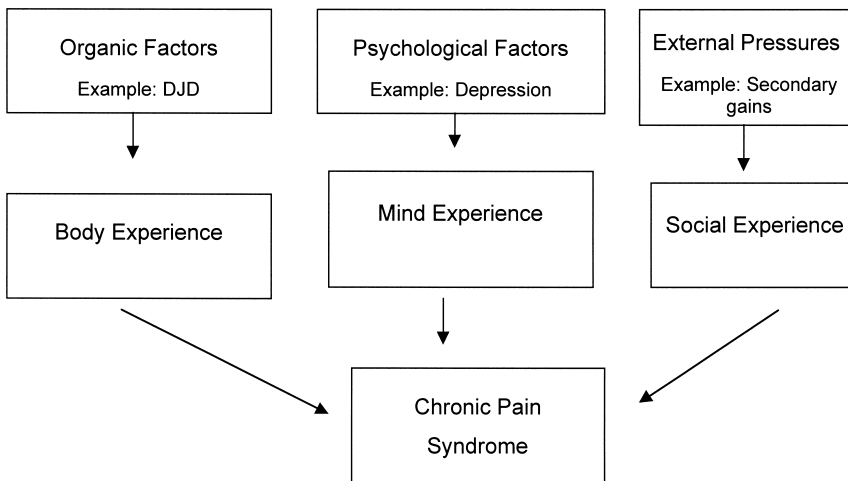 Organic Factors
Example: DJD
Psychological Factors
Example: Depression
External Pressures
Example: Secondary
gains
Body Experience
Mind Experience
Social Experience
Chronic Pain
Syndrome